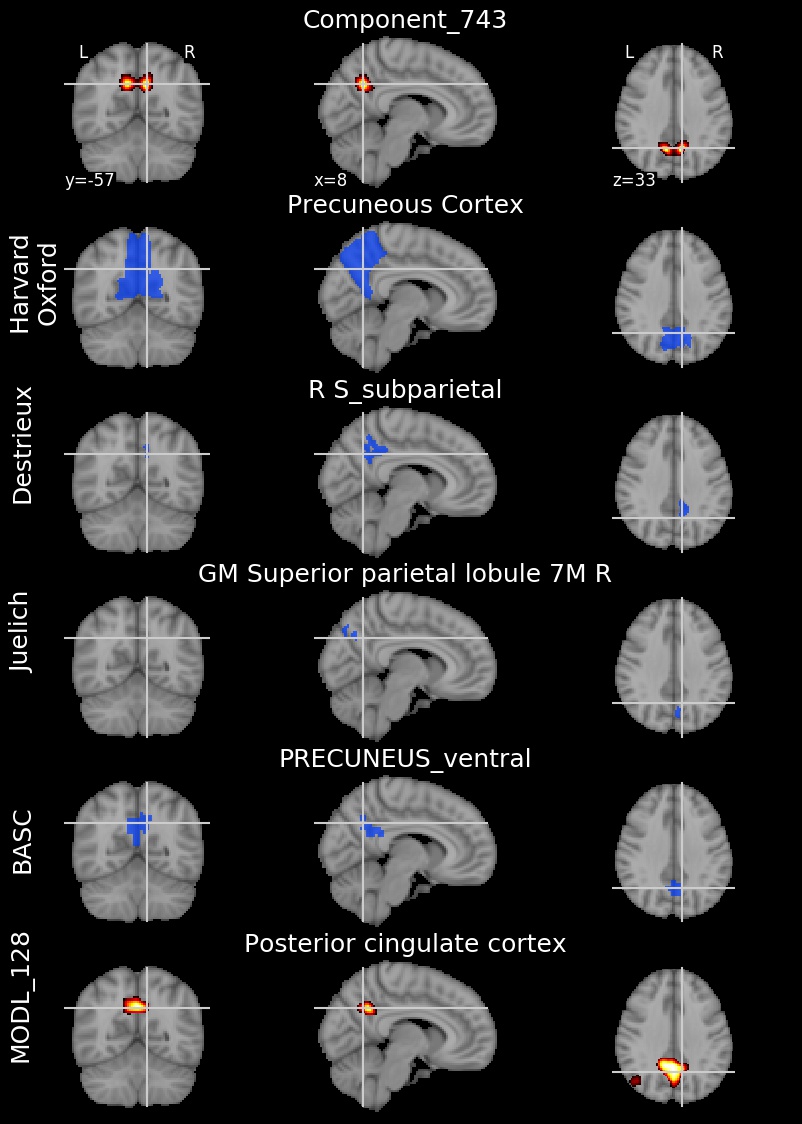 Component_743
L R L R
y=-57 x=8 z=33
Precuneous Cortex
Harvard
Oxford
R S_subparietal
Destrieux
GM Superior parietal lobule 7M R
Juelich
PRECUNEUS_ventral
BASC
Posterior cingulate cortex
MODL_128